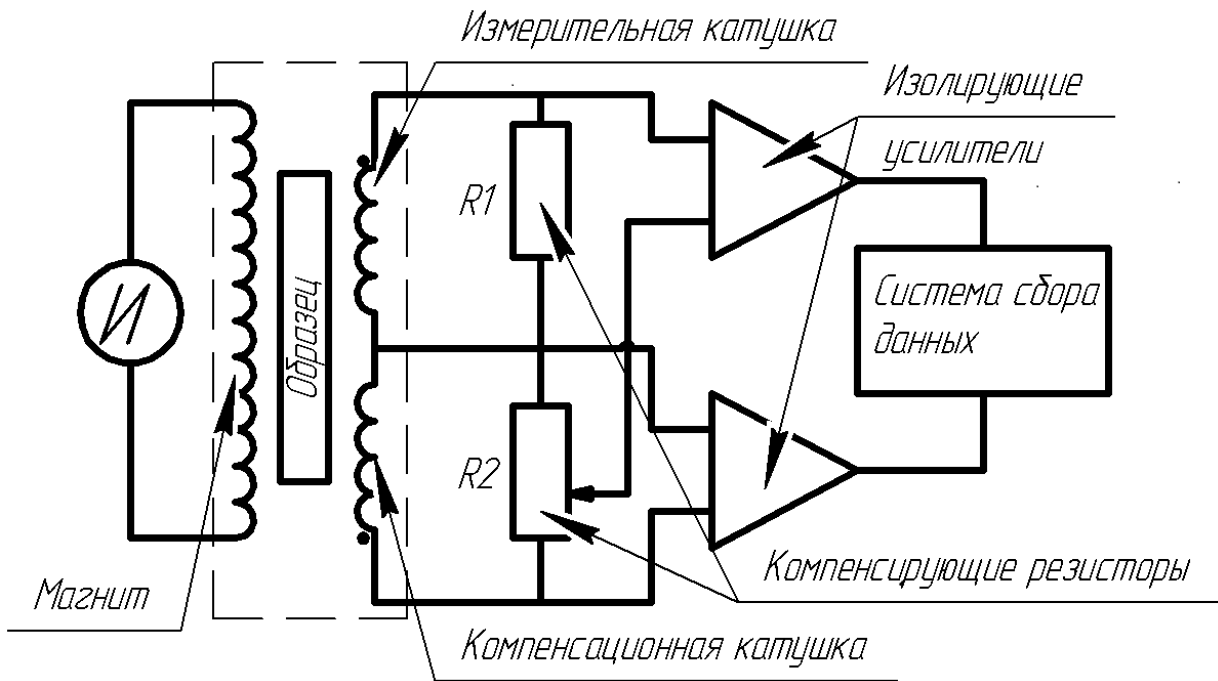 Измерительная катушка
Изолирующие
усилители
R1
И
Образец
Система сбора
данных
R2
Магнит
Компенсирующие резисторы
Компенсационная катушка